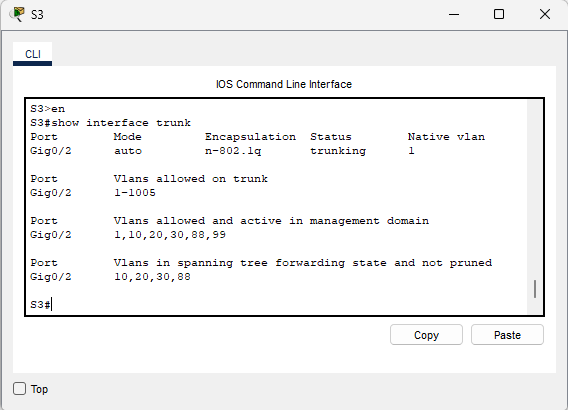 S3
CLI
IOS Command Line Interface
S3>en
S3#show interface trunk
Port        Mode         Encapsulation  Status        Native vlan
Gig0/2      auto         n-802.1q       trunking      1
Port        Vlans allowed on trunk
Gig0/2      1-1005
Port        Vlans allowed and active in management domain
Gig0/2      1,10,20,30,88,99
Port        Vlans in spanning tree forwarding state and not pruned
Gig0/2      10,20,30,88
S3#
Copy Paste
Top